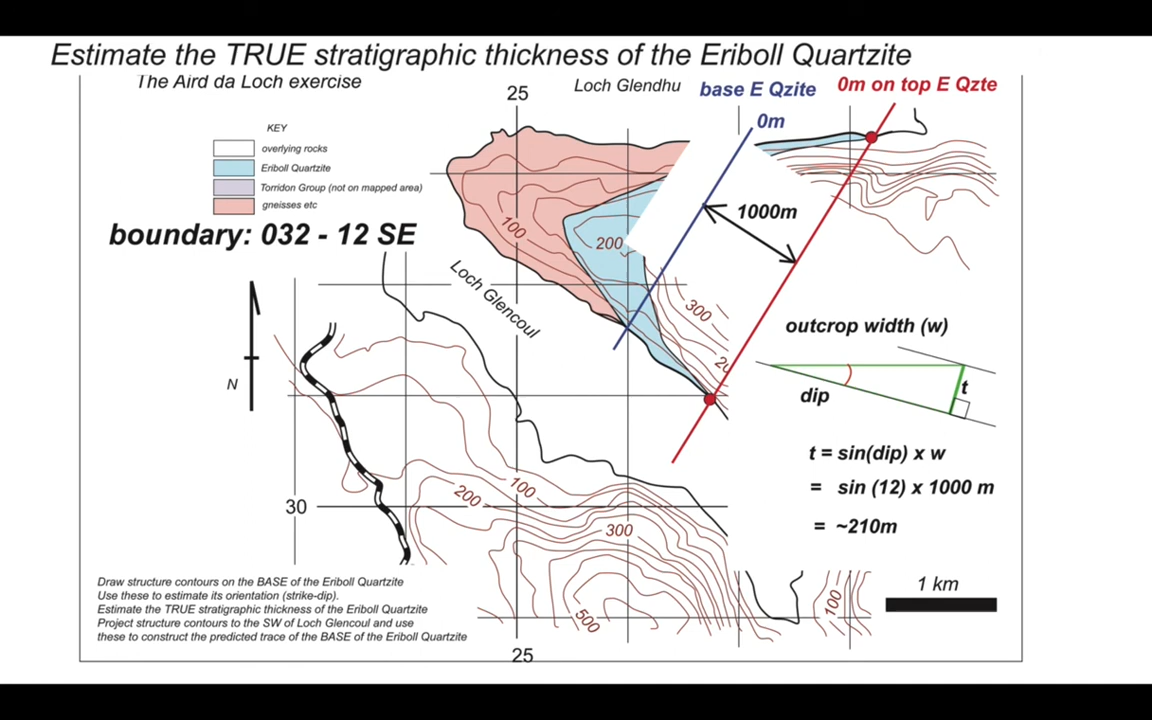 Estimate the TRUE stratigraphic thickness of the Eriboll Quartzite
The Aird da Loch exercise
Loch Glendhu
base E Qzite
0m on top E Qzte
25
0m
KEY
overlying rocks
Eriboll Quartzite
Torridon Group (not on mapped area)
gneisses etc
boundary: 032 - 12 SE
1000m
100
200
Loch Glencoul
300
outcrop width (w)
20
N
dip
t
t = sin(dip) x w
= sin (12) x 1000 m
= ~210m
30
200
100
300
500
100
1 km
Draw structure contours on the BASE of the Eriboll Quartzite
Use these to estimate its orientation (strike-dip).
Estimate the TRUE stratigraphic thickness of the Eriboll Quartzite
Project structure contours to the SW of Loch Glencoul and use
these to construct the predicted trace of the BASE of the Eriboll Quartzite
25